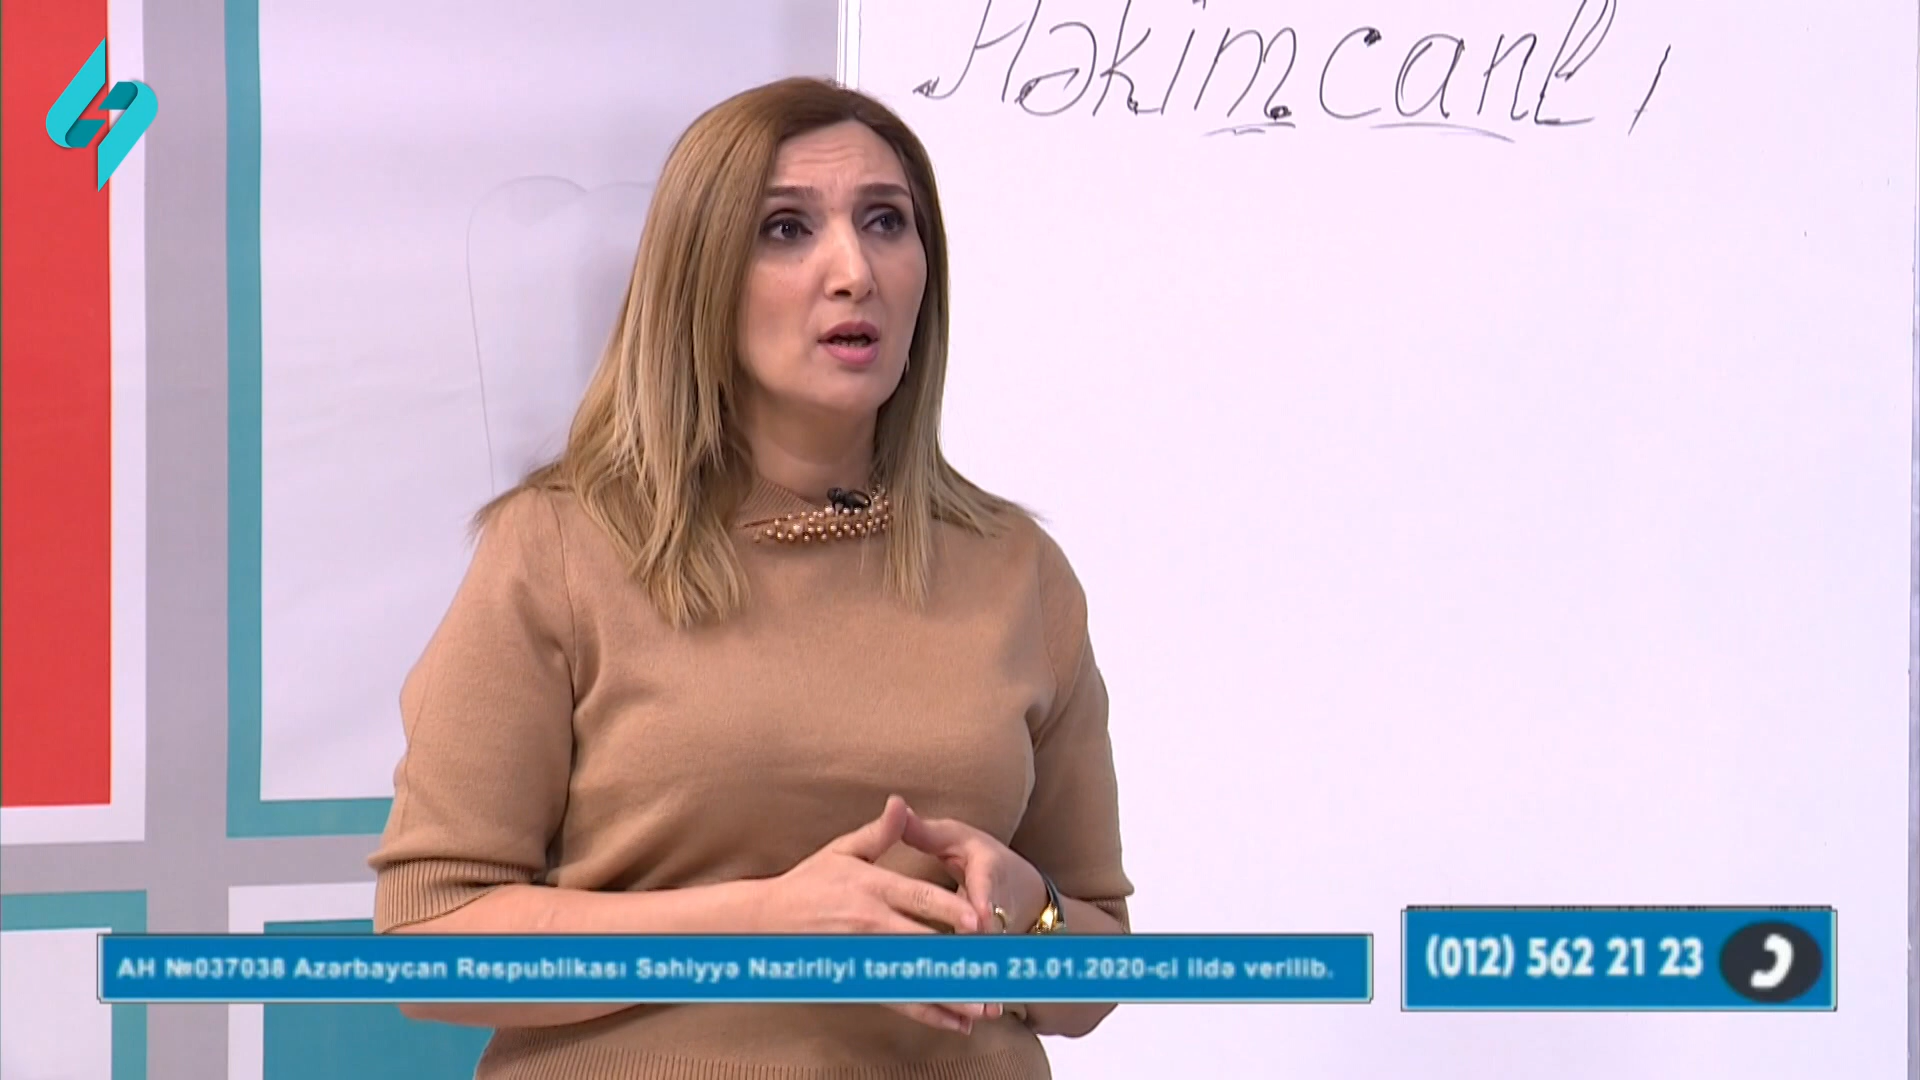 Həkimcanlı
AH №037038 Azərbaycan Respublikası Səhiyyə Nazirliyi tərəfindən 23.01.2020-ci ildə verilib.
(012) 562 21 23